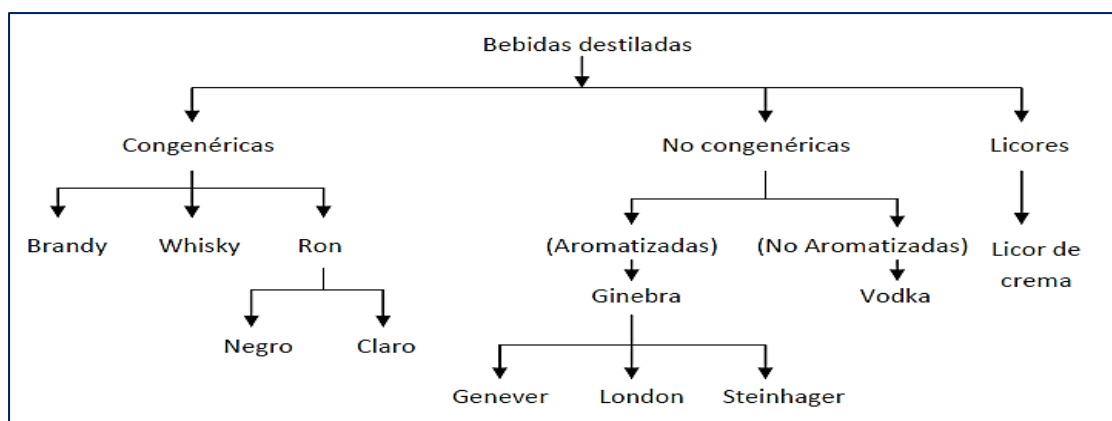 Bebidas destiladas
Congenéricas
No congenéricas
Licores
Brandy
Whisky
Ron
(Aromatizadas)
(No Aromatizadas)
Licor de
crema
Ginebra
Vodka
Negro
Claro
Genever
London
Steinhager